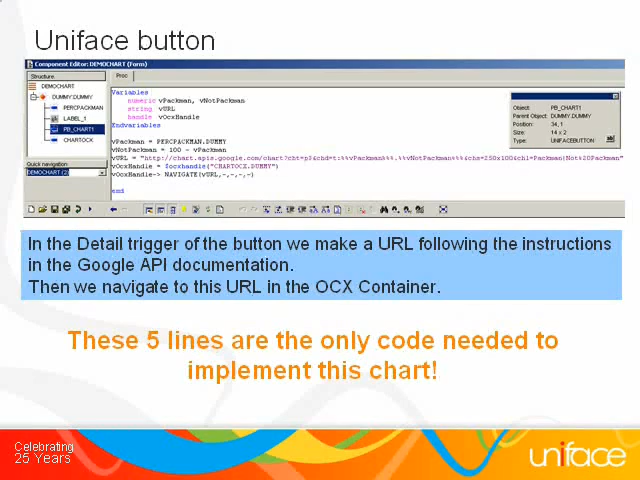 Uniface button
Component Editor: DEMOCHART (Form)
Structure
Proc
DEMOCHART
DUMMY.DUMMY
PERCPACKMAN
LABEL_1
PB_CHART1
CHARTOCX
Quick navigation:
DEMOCHART (2)
Variables
numeric vPackman, vNotPackman
string vURL
handle vOcxHandle
Endvariables
vPackman = PERCPACKMAN.DUMMY
vNotPackman = 100 - vPackman
vURL = "http://chart.apis.google.com/chart?cht=p3&chd=t:%%vPackman%%%,%%vNotPackman%%%&chs=250x100&chl=Packman|Not%20Packman"
vOcxHandle = $ocxhandle("CHARTOCX.DUMMY")
vOcxHandle-> NAVIGATE(vURL,-,-,-,-)
end
Object: PB_CHART1
Parent Object: DUMMY.DUMMY
Position: 34, 1
Size: 14 x 2
Type: UNIFACEBUTTON
In the Detail trigger of the button we make a URL following the instructions
in the Google API documentation.
Then we navigate to this URL in the OCX Container.
These 5 lines are the only code needed to
implement this chart!
Celebrating
25 Years
uniface